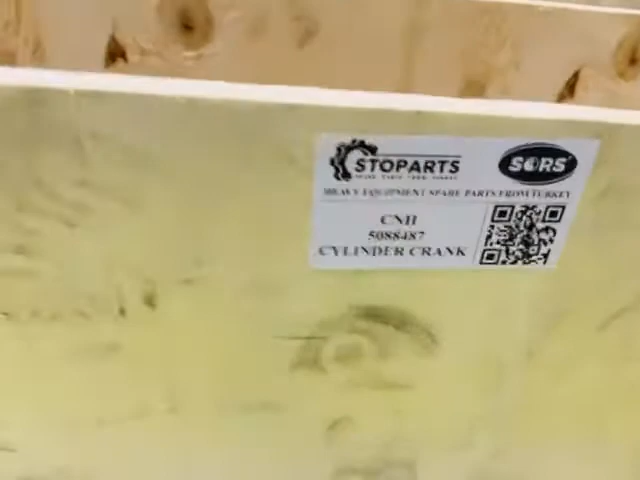 STOPARTS
SORS
HEAVY EQUIPMENT SPARE PARTS FROM TURKEY
CNH
5088487
CYLINDER CRANK